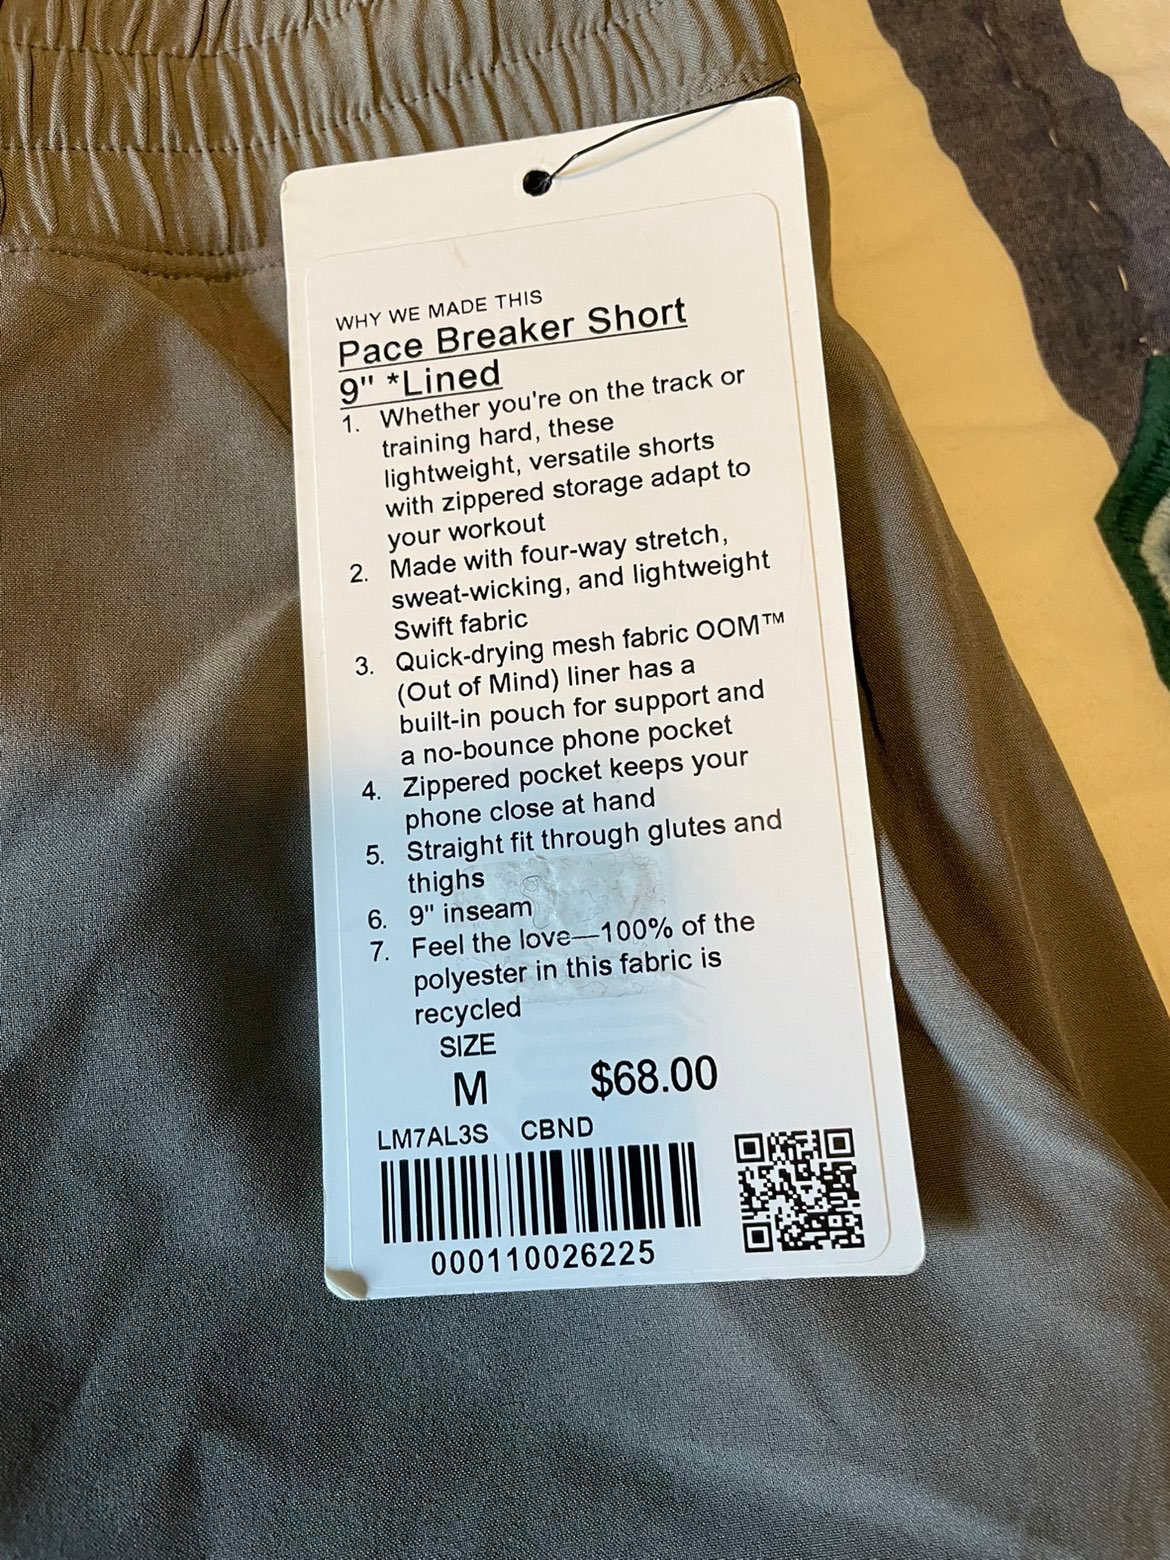 WHY WE MADE THIS
Pace Breaker Short
9" *Lined
1. Whether you're on the track or
training hard, these
lightweight, versatile shorts
with zippered storage adapt to
your workout
2. Made with four-way stretch,
sweat-wicking, and lightweight
Swift fabric
3. Quick-drying mesh fabric OOM™
(Out of Mind) liner has a
built-in pouch for support and
a no-bounce phone pocket
4. Zippered pocket keeps your
phone close at hand
5. Straight fit through glutes and
thighs
6. 9" inseam
7. Feel the love—100% of the
polyester in this fabric is
recycled
SIZE
M $68.00
LM7AL3S CBND
000110026225